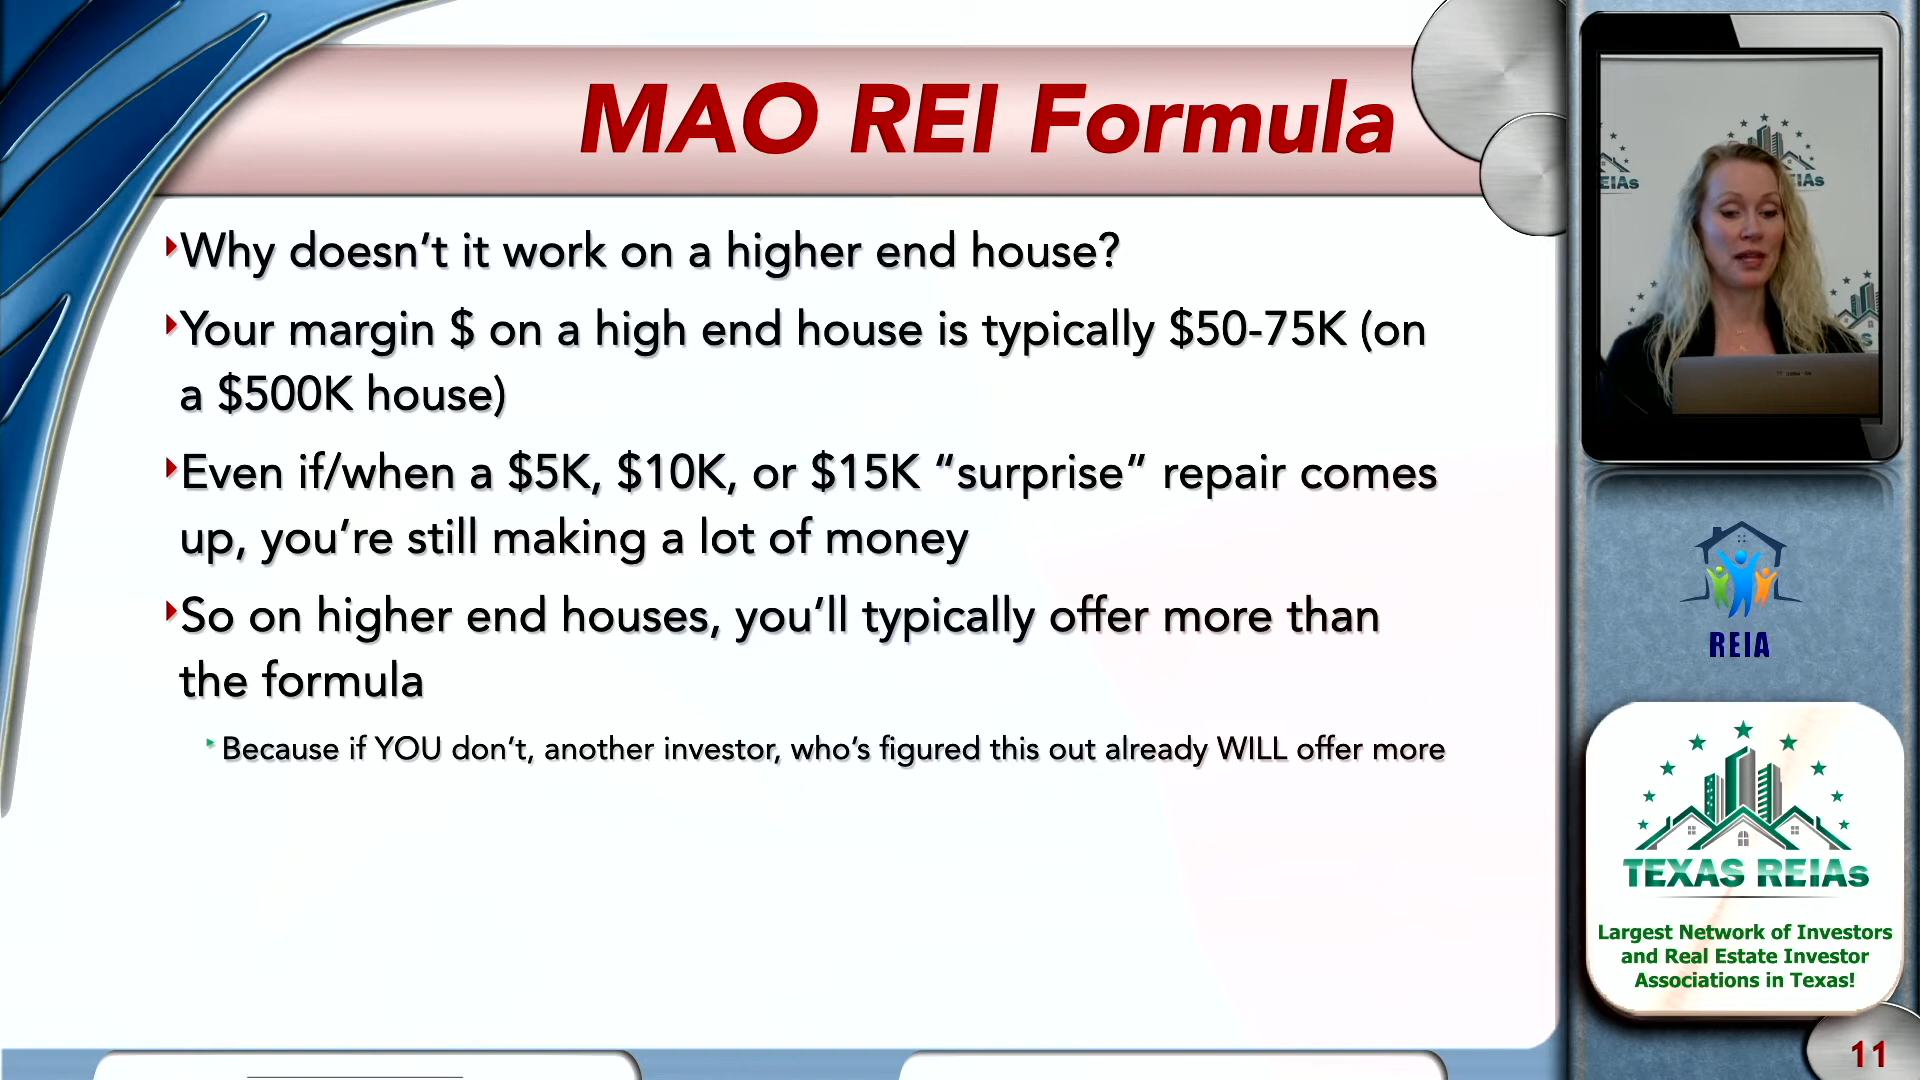 MAO REI Formula
Why doesn’t it work on a higher end house?
Your margin $ on a high end house is typically $50-75K (on
a $500K house)
Even if/when a $5K, $10K, or $15K “surprise” repair comes
up, you’re still making a lot of money
So on higher end houses, you’ll typically offer more than
the formula
Because if YOU don’t, another investor, who’s figured this out already WILL offer more
EIAs
IAs
REIA
TEXAS REIAs
Largest Network of Investors
and Real Estate Investor
Associations in Texas!
11